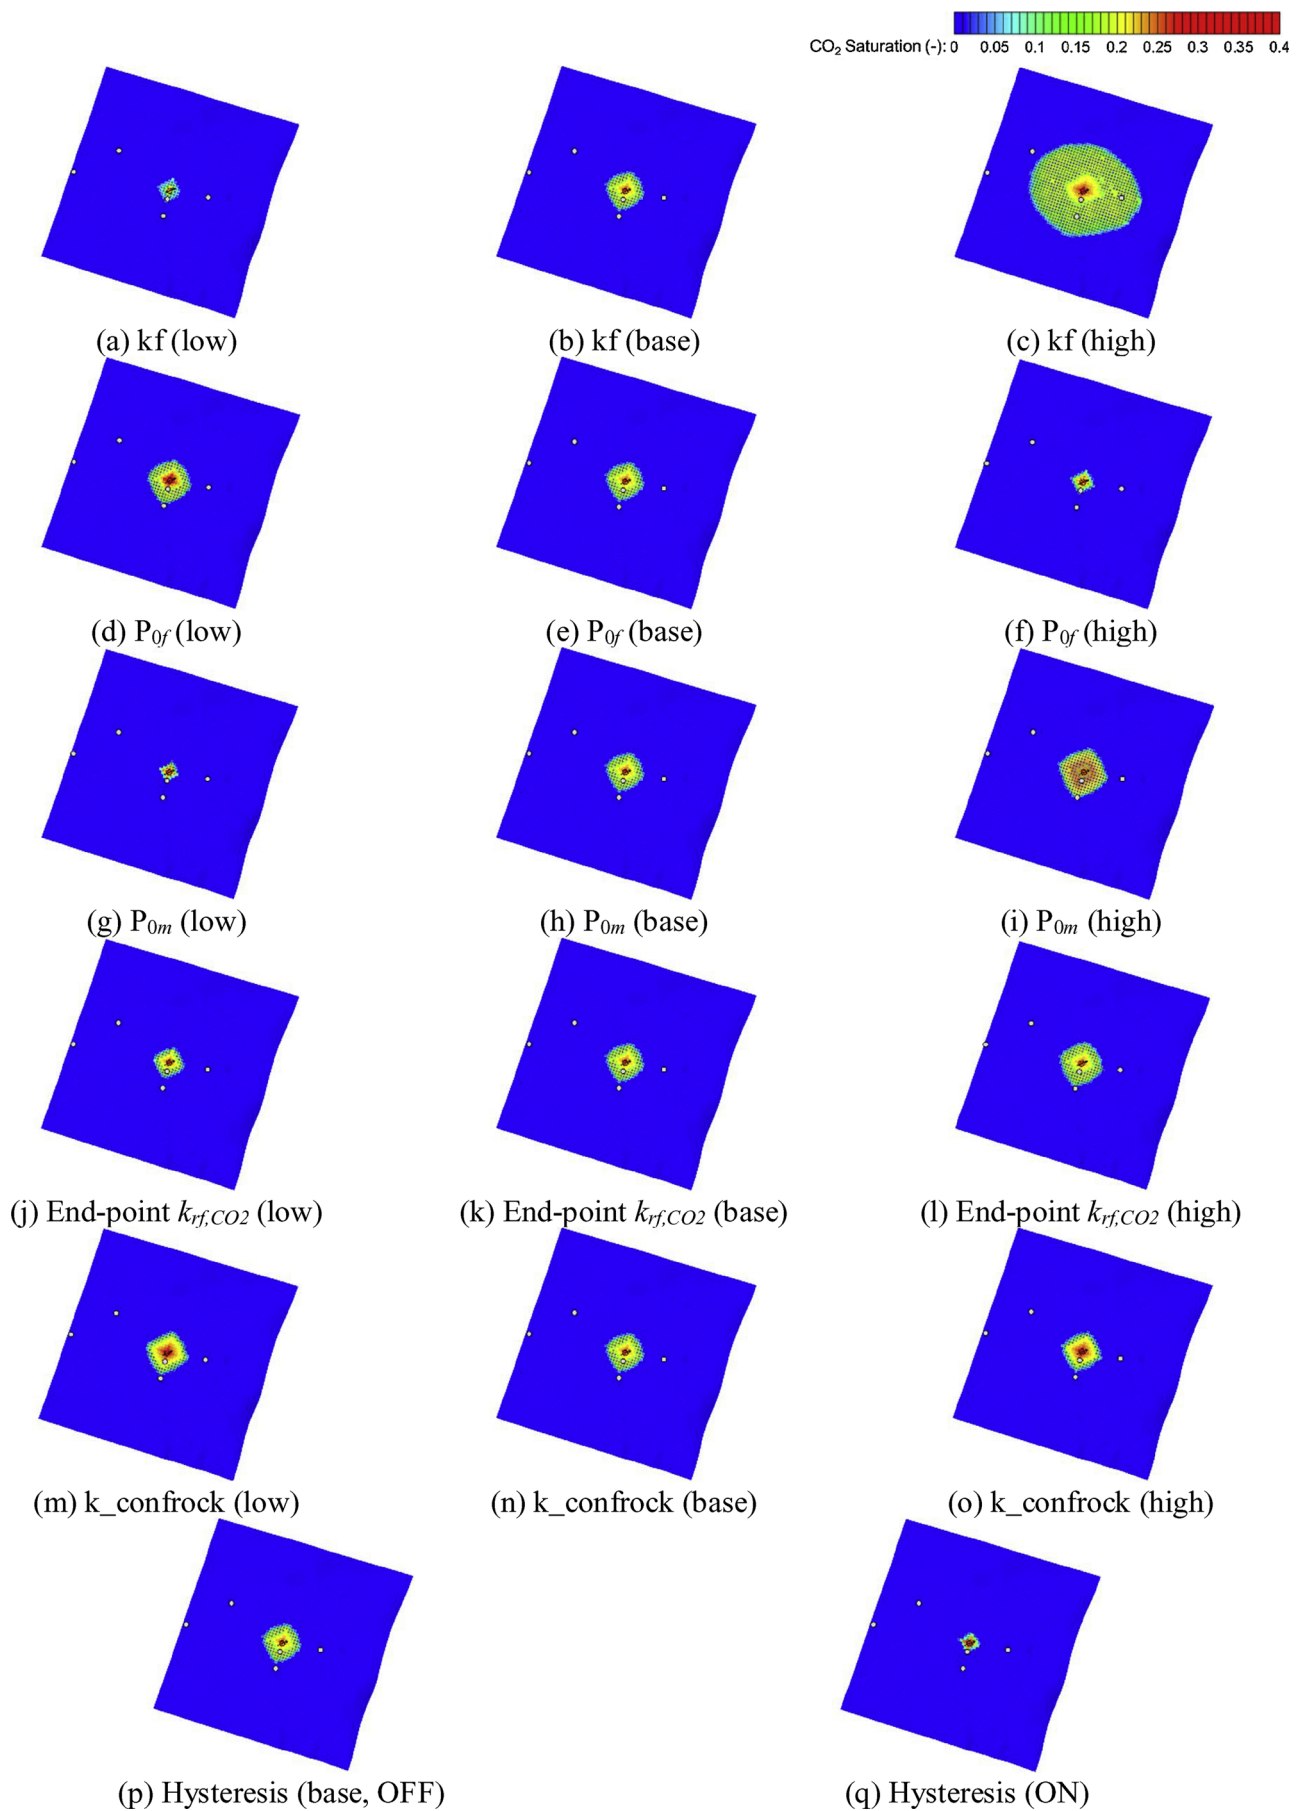 CO2 Saturation (-): 0 0.05 0.1 0.15 0.2 0.25 0.3 0.35 0.4
(a) kf (low) (b) kf (base) (c) kf (high)
(d) P0f (low) (e) P0f (base) (f) P0f (high)
(g) P0m (low) (h) P0m (base) (i) P0m (high)
(j) End-point krf,CO2 (low) (k) End-point krf,CO2 (base) (l) End-point krf,CO2 (high)
(m) k_confrock (low) (n) k_confrock (base) (o) k_confrock (high)
(p) Hysteresis (base, OFF) (q) Hysteresis (ON)